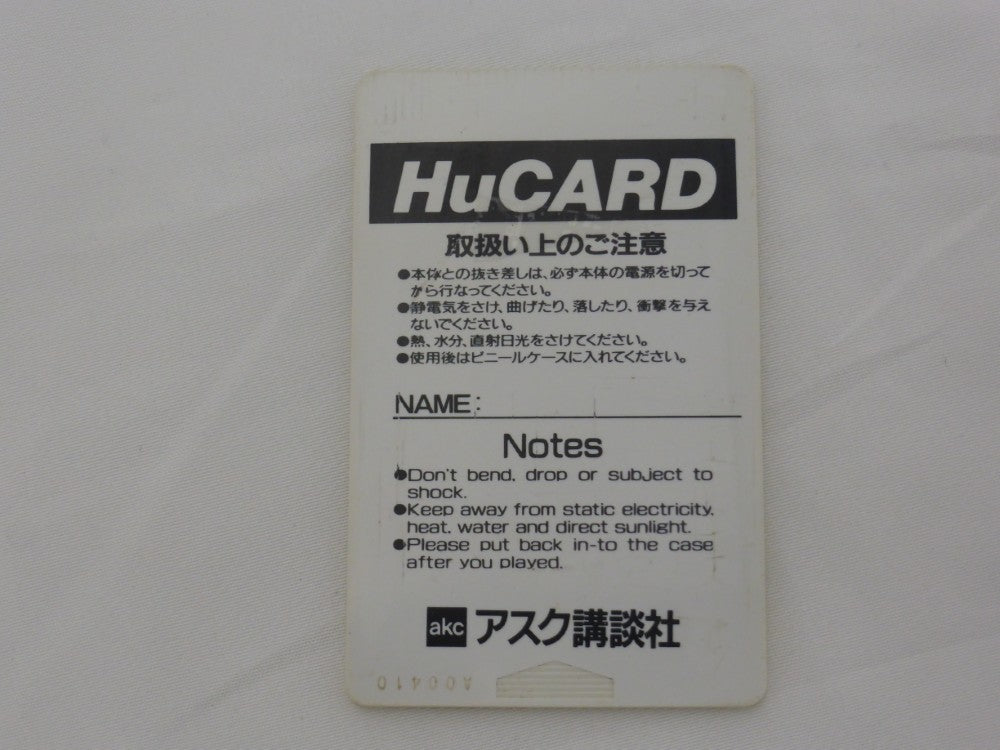 HuCARD
取扱い上のご注意
●本体との抜き差しは、必ず本体の電源を切って
から行なってください。
●静電気をさけ、曲げたり、落したり、衝撃を与え
ないでください。
●熱、水分、直射日光をさけてください。
●使用後はビニールケースに入れてください。
NAME:
Notes
●Don't bend, drop or subject to
shock.
●Keep away from static electricity,
heat, water and direct sunlight.
●Please put back in-to the case
after you played.
akc アスク講談社
A00410